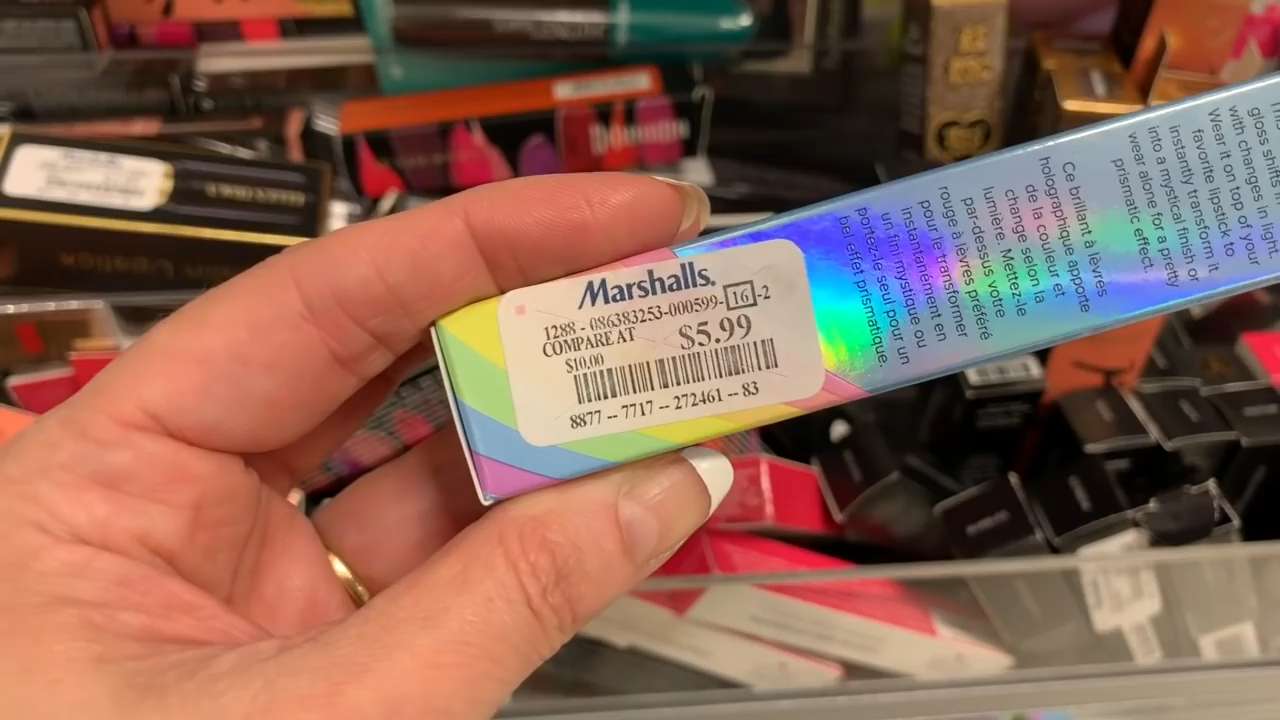 Marshalls.
1288 - 086383253-000599- 16 -2
COMPARE AT $5.99
$10.00
8877 -- 7717 -- 272461 -- 83
gloss shifts
with changes in light.
Wear it on top of your
favorite lipstick to
instantly transform it
into a mystical finish or
wear alone for a pretty
prismatic effect.
Ce brillant à lèvres
holographique apporte
de la couleur et
change selon la
lumière. Mettez-le
par-dessus votre
rouge à lèvres préféré
pour le transformer
instantanément en
un fini mystique ou
portez-le seul pour un
bel effet prismatique.